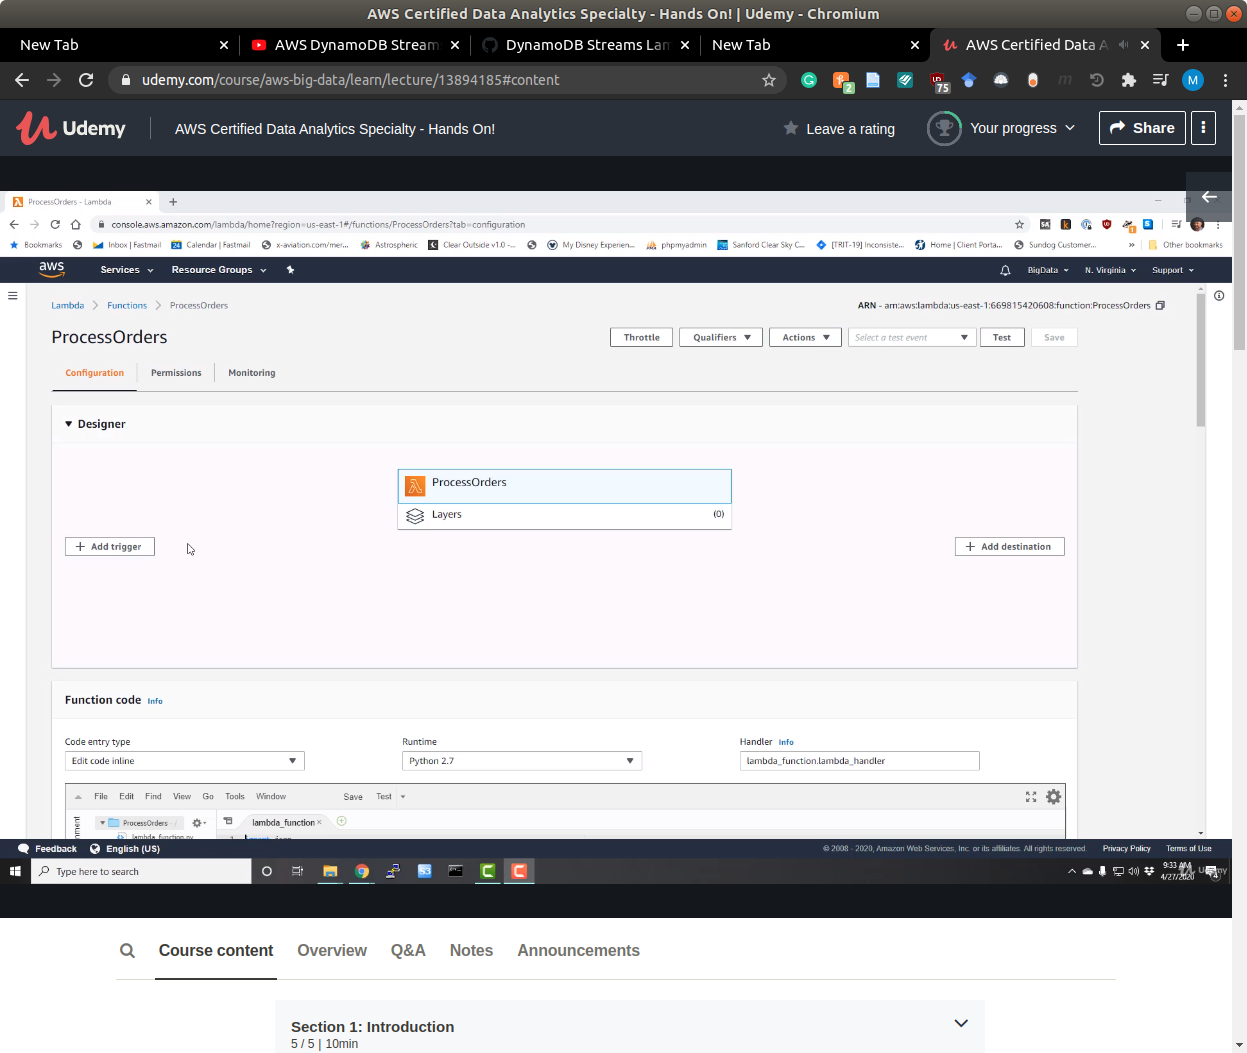 AWS Certified Data Analytics Specialty - Hands On! | Udemy - Chromium
New Tab
AWS DynamoDB Stream
DynamoDB Streams Lam
New Tab
AWS Certified Data A
udemy.com/course/aws-big-data/learn/lecture/13894185#content
2
75
M
Udemy
AWS Certified Data Analytics Specialty - Hands On!
Leave a rating
Your progress
Share
ProcessOrders - Lambda
console.aws.amazon.com/lambda/home?region=us-east-1#/functions/ProcessOrders?tab=configuration
Bookmarks
Inbox | Fastmail
24 Calendar | Fastmail
x-aviation.com/mer...
Astrospheric
Clear Outside v1.0 -...
My Disney Experien...
phpmyadmin
Sanford Clear Sky C...
[TRIT-19] Inconsiste...
Home | Client Porta...
Sundog Customer...
»
Other bookmarks
aws
Services
Resource Groups
BigData
N. Virginia
Support
Lambda
Functions
ProcessOrders
ARN - arn:aws:lambda:us-east-1:669815420608:function:ProcessOrders
ProcessOrders
Throttle
Qualifiers
Actions
Select a test event
Test
Save
Configuration
Permissions
Monitoring
Designer
ProcessOrders
Layers
(0)
+ Add trigger
+ Add destination
Function code Info
Code entry type
Runtime
Handler Info
Edit code inline
Python 2.7
lambda_function.lambda_handler
File Edit Find View Go Tools Window Save Test
ProcessOrders - /
lambda_function
lambda_function.py
1
Feedback
English (US)
© 2008 - 2020, Amazon Web Services, Inc. or its affiliates. All rights reserved.
Privacy Policy
Terms of Use
Type here to search
9:33 AM
4/27/2020
4
Course content
Overview
Q&A
Notes
Announcements
Section 1: Introduction
5 / 5 | 10min